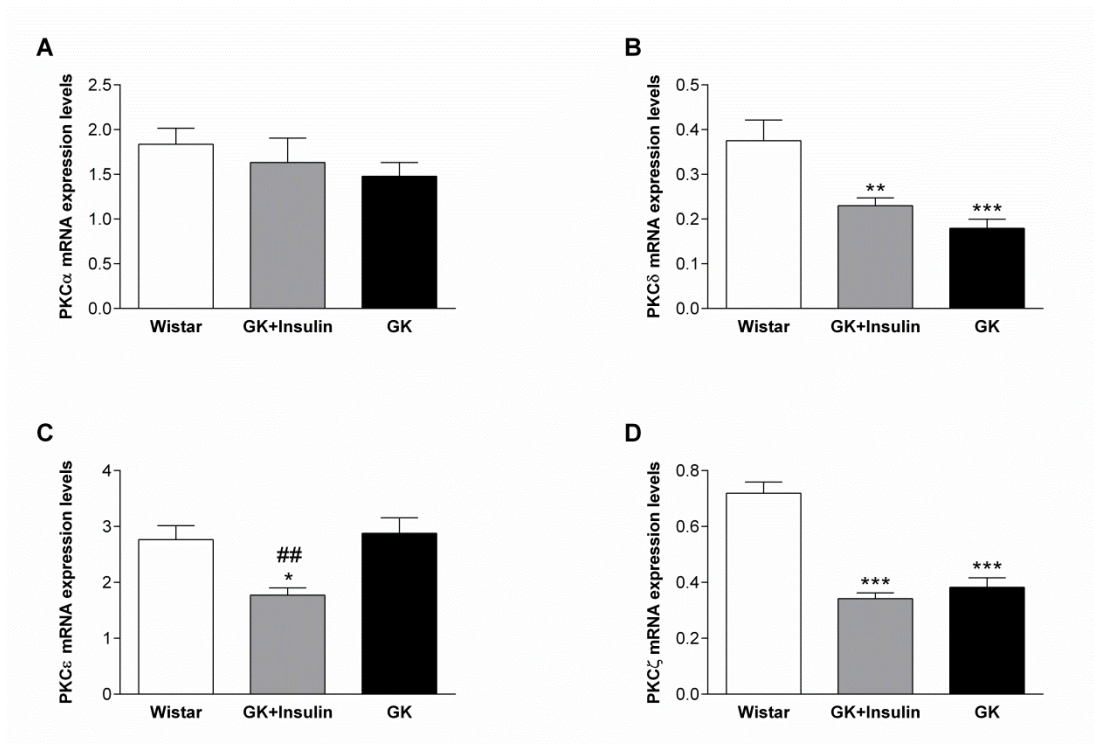 A
PKCα mRNA expression levels
2.5
2.0
1.5
1.0
0.5
0.0
Wistar GK+Insulin GK
B
PKCδ mRNA expression levels
0.5
0.4
0.3
0.2
0.1
0.0
**
***
Wistar GK+Insulin GK
C
PKCε mRNA expression levels
4
3
2
1
0
##
*
Wistar GK+Insulin GK
D
PKCζ mRNA expression levels
0.8
0.6
0.4
0.2
0.0
***
***
Wistar GK+Insulin GK